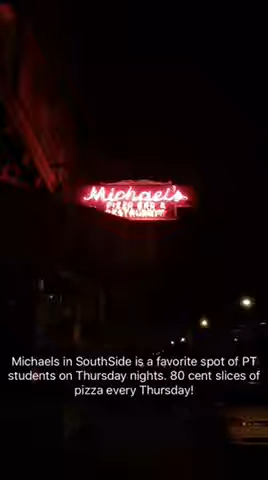 Michael's
PIZZA BAR &
RESTAURANT
Michaels in SouthSide is a favorite spot of PT
students on Thursday nights. 80 cent slices of
pizza every Thursday!